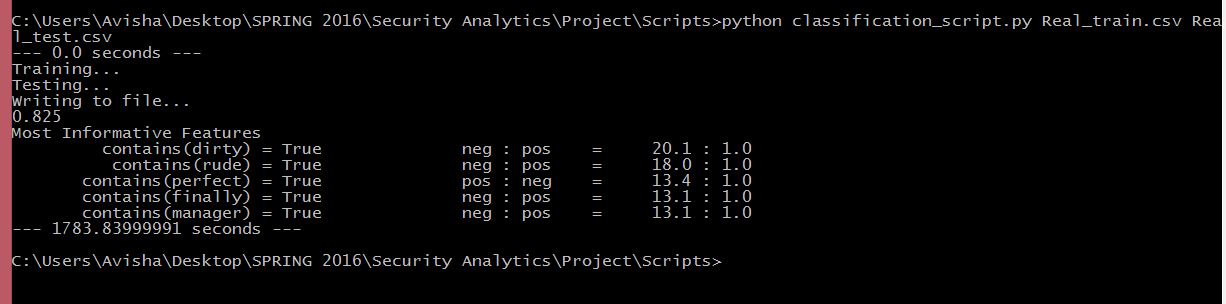 C:\Users\Avisha\Desktop\SPRING 2016\Security Analytics\Project\Scripts>python classification_script.py Real_train.csv Rea
l_test.csv
--- 0.0 seconds ---
Training...
Testing...
Writing to file...
0.825
Most Informative Features
contains(dirty) = True neg : pos = 20.1 : 1.0
contains(rude) = True neg : pos = 18.0 : 1.0
contains(perfect) = True pos : neg = 13.4 : 1.0
contains(finally) = True neg : pos = 13.1 : 1.0
contains(manager) = True neg : pos = 13.1 : 1.0
--- 1783.83999991 seconds ---
C:\Users\Avisha\Desktop\SPRING 2016\Security Analytics\Project\Scripts>